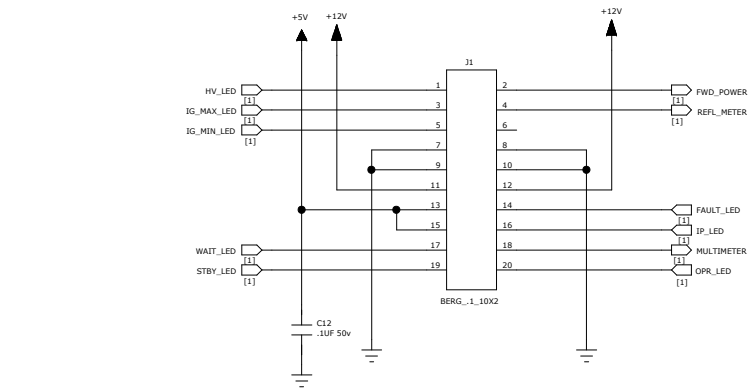 +5V
+12V
+12V
J1
HV_LED
[1]
1
2
FWD_POWER
[1]
IG_MAX_LED
[1]
3
4
REFL_METER
[1]
IG_MIN_LED
[1]
5
6
7
8
9
10
11
12
13
14
FAULT_LED
[1]
15
16
IP_LED
[1]
WAIT_LED
[1]
17
18
MULTIMETER
[1]
STBY_LED
[1]
19
20
OPR_LED
[1]
BERG_.1_10X2
C12
.1UF 50v